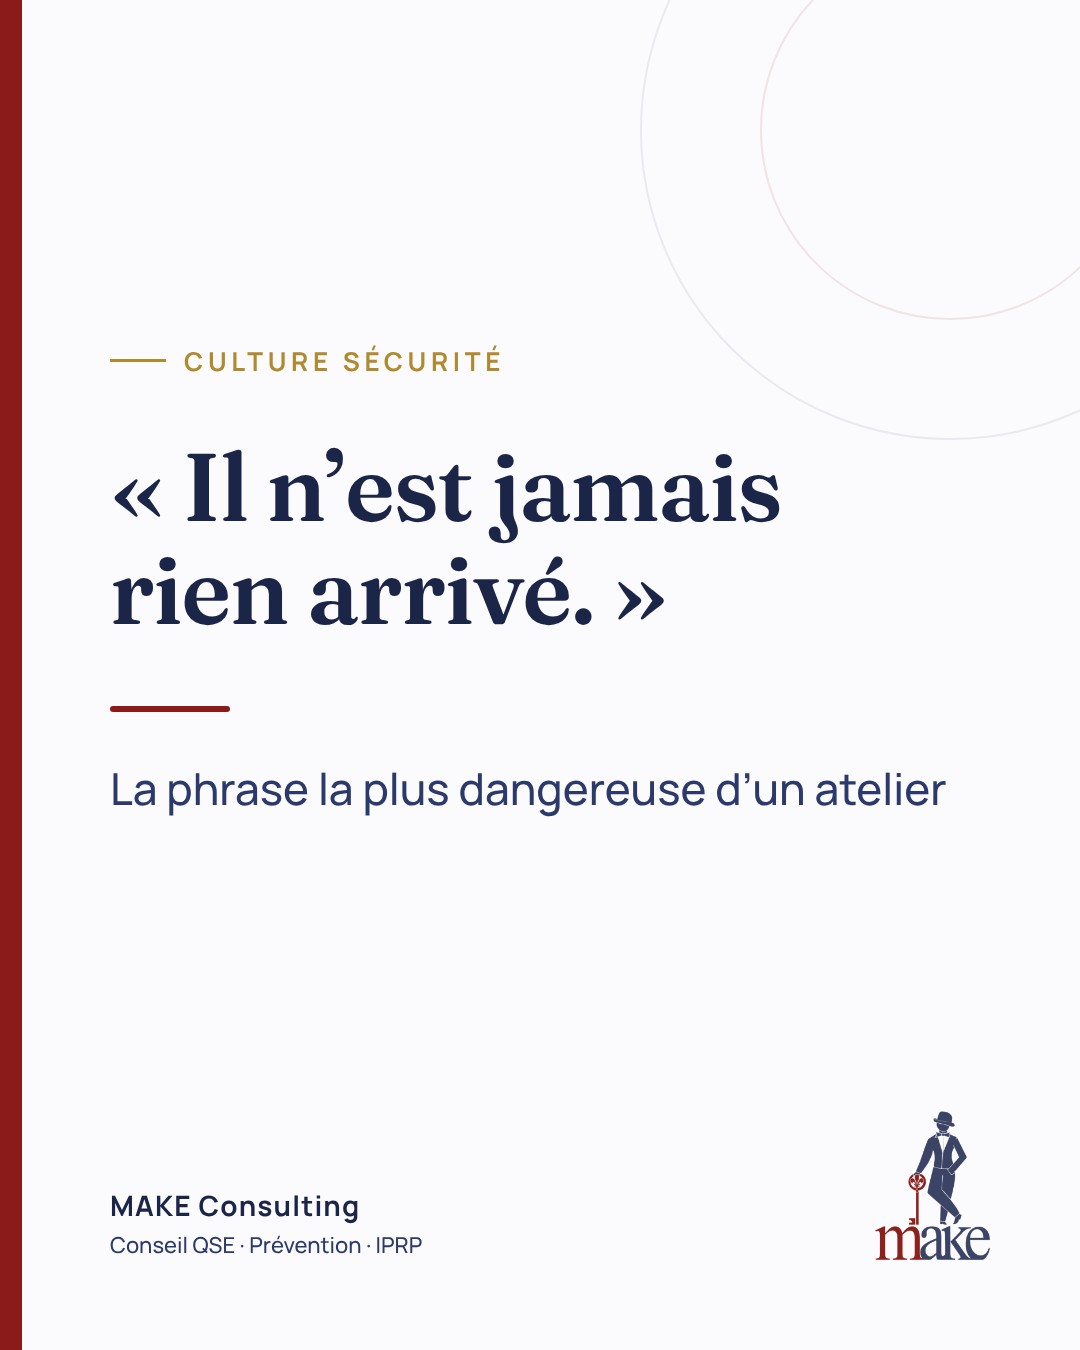 CULTURE SÉCURITÉ
« Il n’est jamais
rien arrivé. »
La phrase la plus dangereuse d’un atelier
MAKE Consulting
Conseil QSE · Prévention · IPRP
make